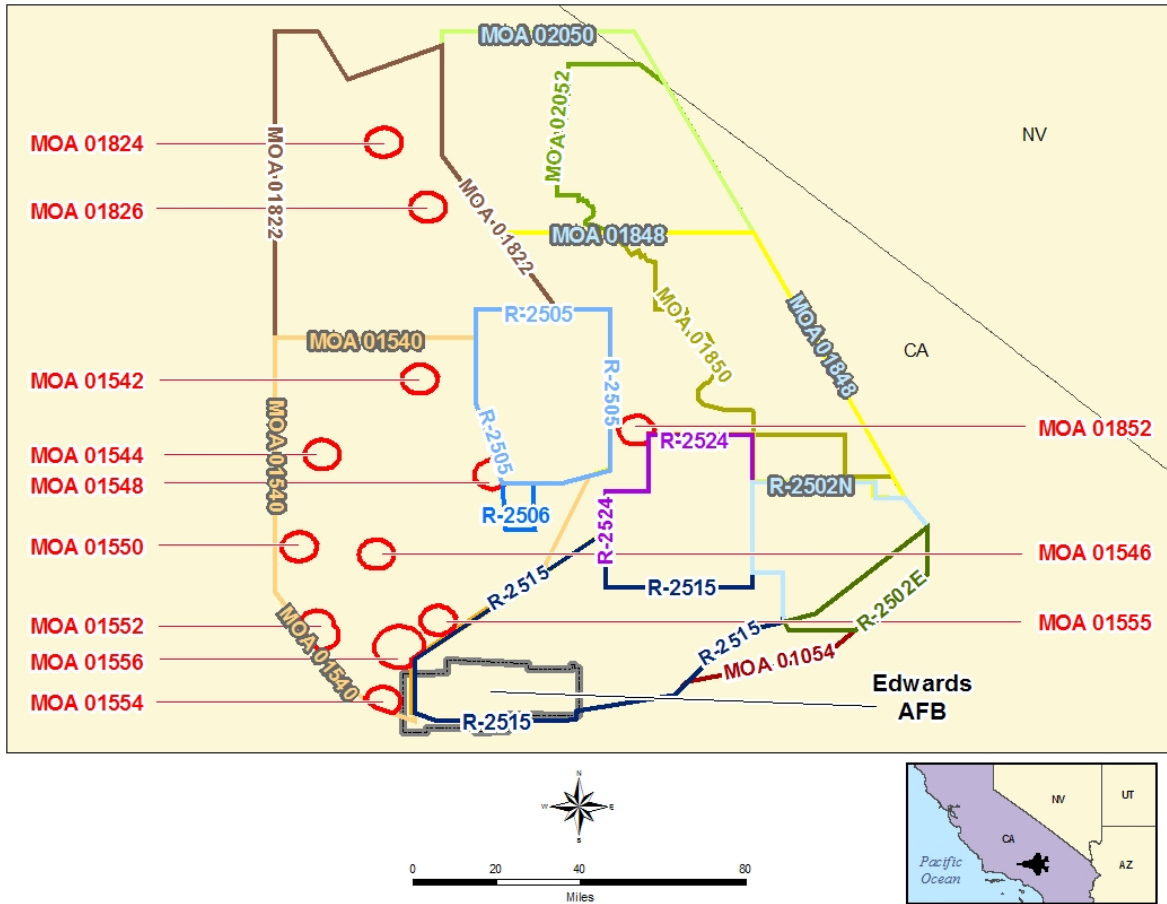 MOA 02050
MOA 02052
NV
MOA 01824
MOA 01822
MOA 01826
MOA 01822
MOA 01848
R-2505
MOA 01848
MOA 01540
CA
MOA 01850
MOA 01542
R-2505
MOA 01540
R-2505
MOA 01852
R-2524
MOA 01544
MOA 01548
R-2502N
R-2506
R-2524
MOA 01550
MOA 01546
R-2515
R-2515
R-2502E
MOA 01552
MOA 01555
R-2515
MOA 01556
MOA 01054
MOA 01540
Edwards
AFB
MOA 01554
R-2515
N
W
E
S
0
20
40
80
Miles
NV
UT
CA
AZ
Pacific
Ocean